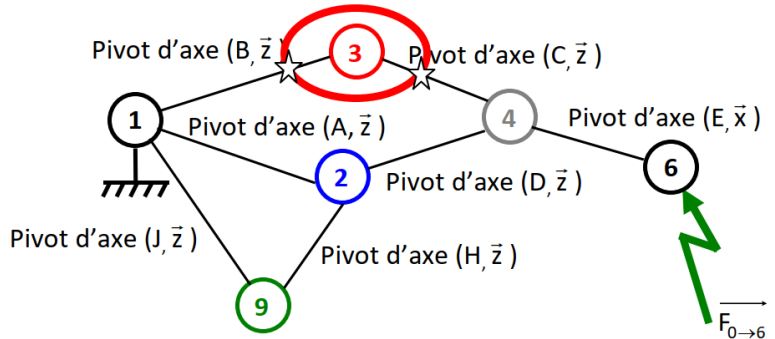 Pivot d'axe (B, z⃗ )
3
Pivot d'axe (C, z⃗ )
1
Pivot d'axe (A, z⃗ )
4
Pivot d'axe (E, x⃗ )
2
6
Pivot d'axe (D, z⃗ )
Pivot d'axe (J, z⃗ )
Pivot d'axe (H, z⃗ )
9
F₀→₆